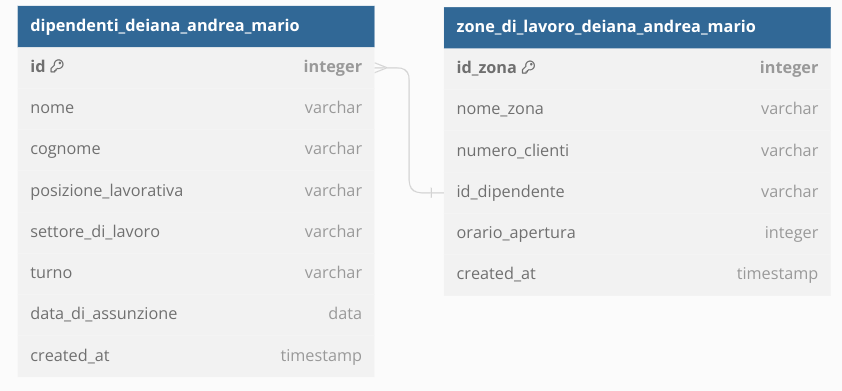 dipendenti_deiana_andrea_mario
id integer
nome varchar
cognome varchar
posizione_lavorativa varchar
settore_di_lavoro varchar
turno varchar
data_di_assunzione data
created_at timestamp
zone_di_lavoro_deiana_andrea_mario
id_zona integer
nome_zona varchar
numero_clienti varchar
id_dipendente varchar
orario_apertura integer
created_at timestamp